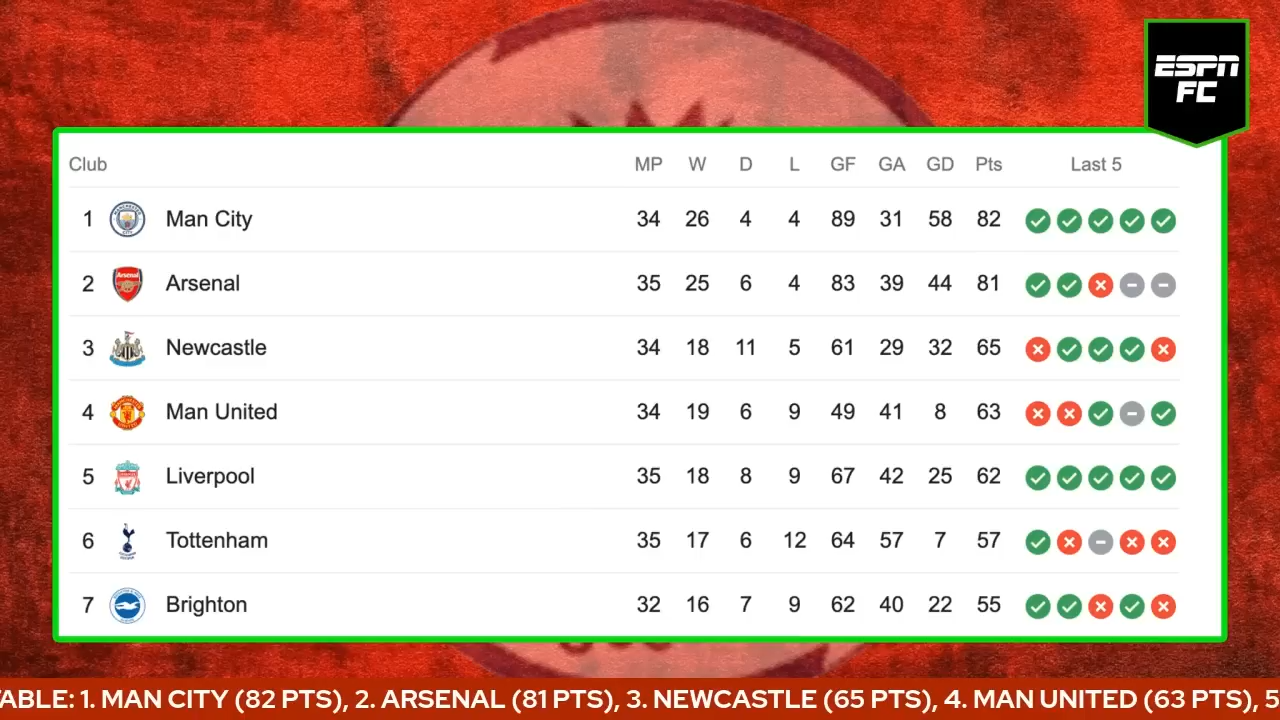 ESPN
FC
Club MP W D L GF GA GD Pts Last 5
1 Man City 34 26 4 4 89 31 58 82
2 Arsenal 35 25 6 4 83 39 44 81
3 Newcastle 34 18 11 5 61 29 32 65
4 Man United 34 19 6 9 49 41 8 63
5 Liverpool 35 18 8 9 67 42 25 62
6 Tottenham 35 17 6 12 64 57 7 57
7 Brighton 32 16 7 9 62 40 22 55
TABLE: 1. MAN CITY (82 PTS), 2. ARSENAL (81 PTS), 3. NEWCASTLE (65 PTS), 4. MAN UNITED (63 PTS), 5